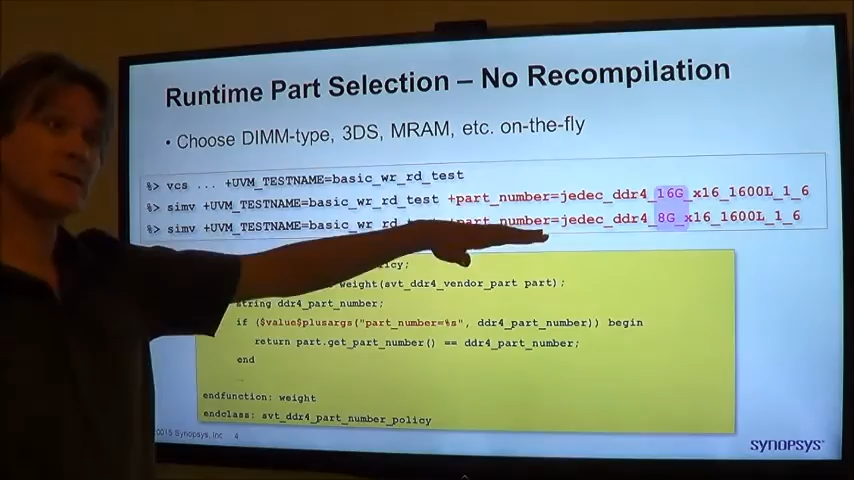 Runtime Part Selection – No Recompilation
• Choose DIMM-type, 3DS, MRAM, etc. on-the-fly
%> vcs ... +UVM_TESTNAME=basic_wr_rd_test
%> simv +UVM_TESTNAME=basic_wr_rd_test +part_number=jedec_ddr4_16G_x16_1600L_1_6
%> simv +UVM_TESTNAME=basic_wr_rd_test +part_number=jedec_ddr4_8G_x16_1600L_1_6
weight(svt_ddr4_vendor_part part);
string ddr4_part_number;
if ($value$plusargs("part_number=%s", ddr4_part_number)) begin
return part.get_part_number() == ddr4_part_number;
end
endfunction: weight
endclass: svt_ddr4_part_number_policy
2015 Synopsys, Inc. 4
SYNOPSYS